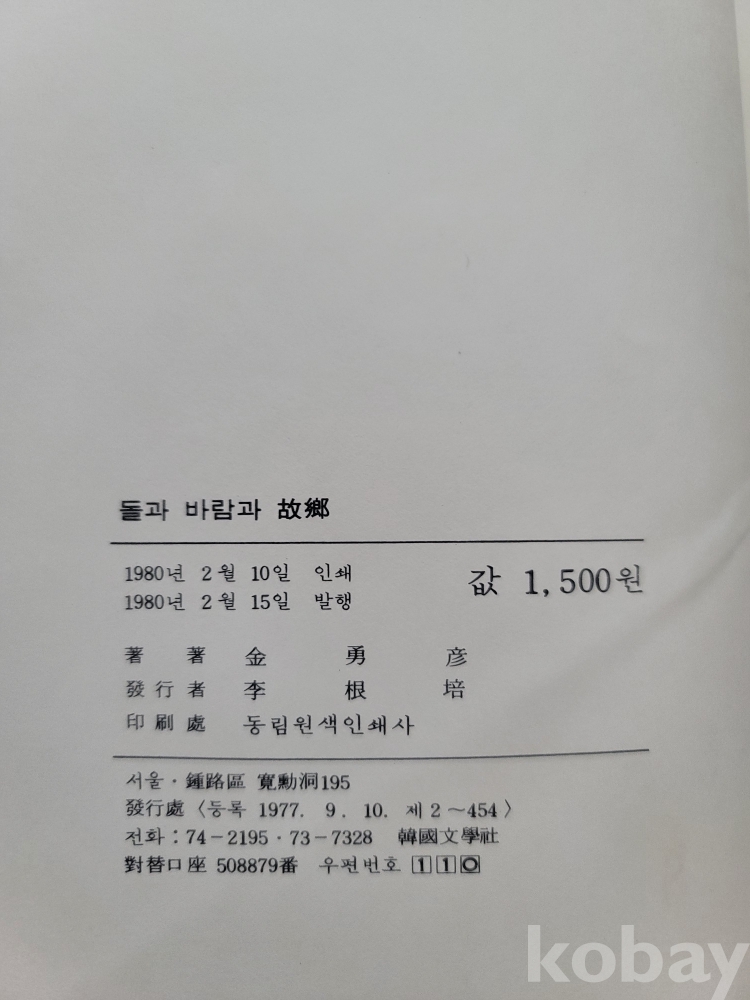 돌과 바람과 故鄕
1980년 2월 10일 인쇄
1980년 2월 15일 발행
값 1,500원
著 著 金 勇 彦
發行者 李 根 培
印刷處 동림원색인쇄사
서울·鍾路區 寬勳洞195
發行處〈등록 1977. 9. 10. 제2~454〉
전화:74-2195·73-7328 韓國文學社
對替口座 508879番 우편번호 110
kobay